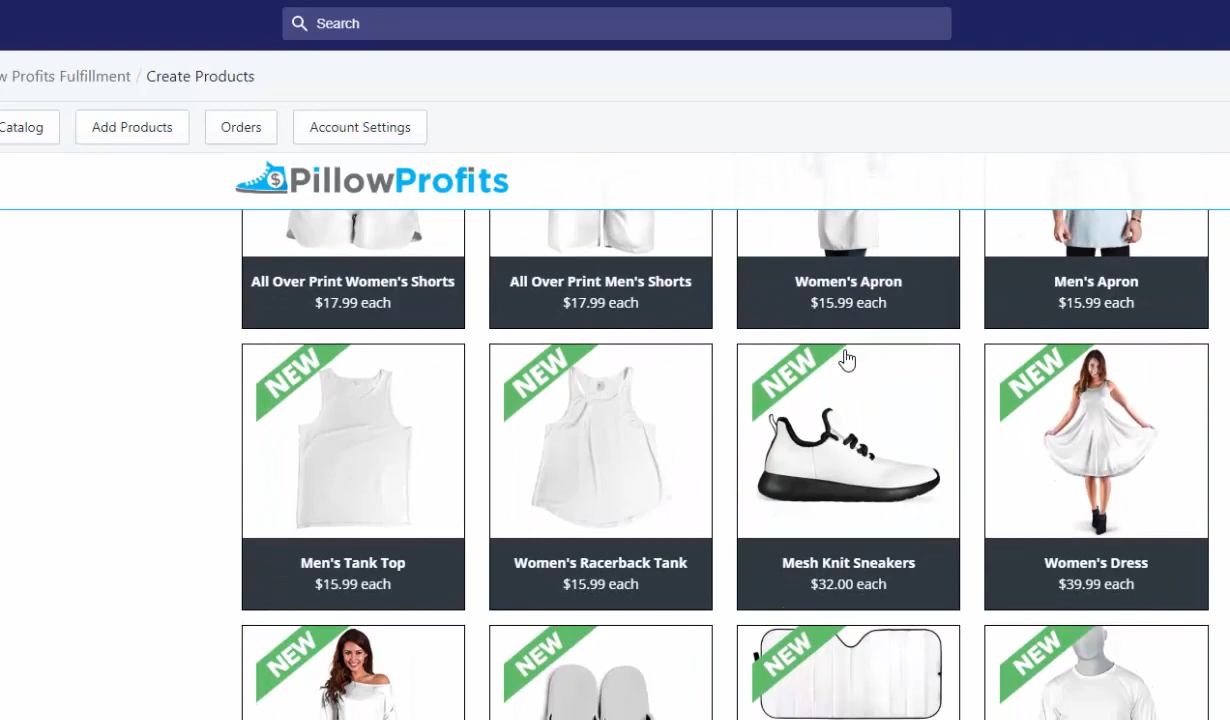 Search
w Profits Fulfillment / Create Products
Catalog
Add Products
Orders
Account Settings
PillowProfits
All Over Print Women's Shorts
$17.99 each
All Over Print Men's Shorts
$17.99 each
Women's Apron
$15.99 each
Men's Apron
$15.99 each
NEW
NEW
NEW
NEW
Men's Tank Top
$15.99 each
Women's Racerback Tank
$15.99 each
Mesh Knit Sneakers
$32.00 each
Women's Dress
$39.99 each
NEW
NEW
NEW
NEW